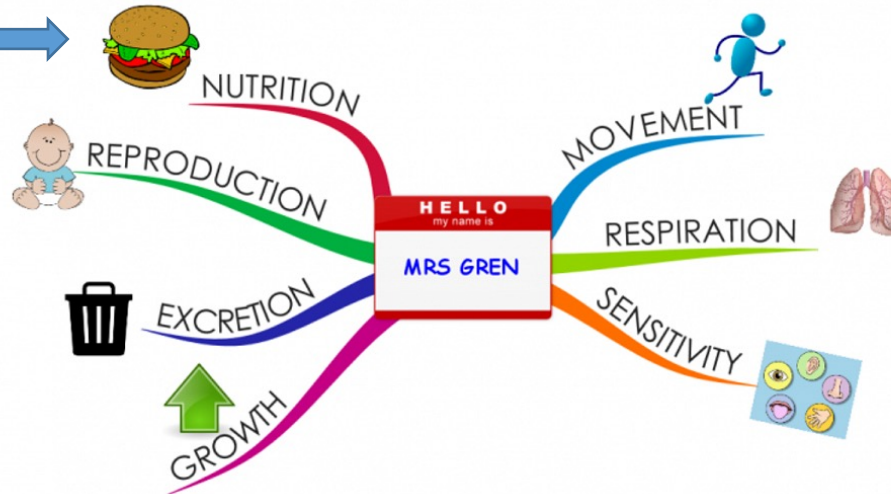 NUTRITION
REPRODUCTION
EXCRETION
GROWTH
HELLO
my name is
MRS GREN
MOVEMENT
RESPIRATION
SENSITIVITY